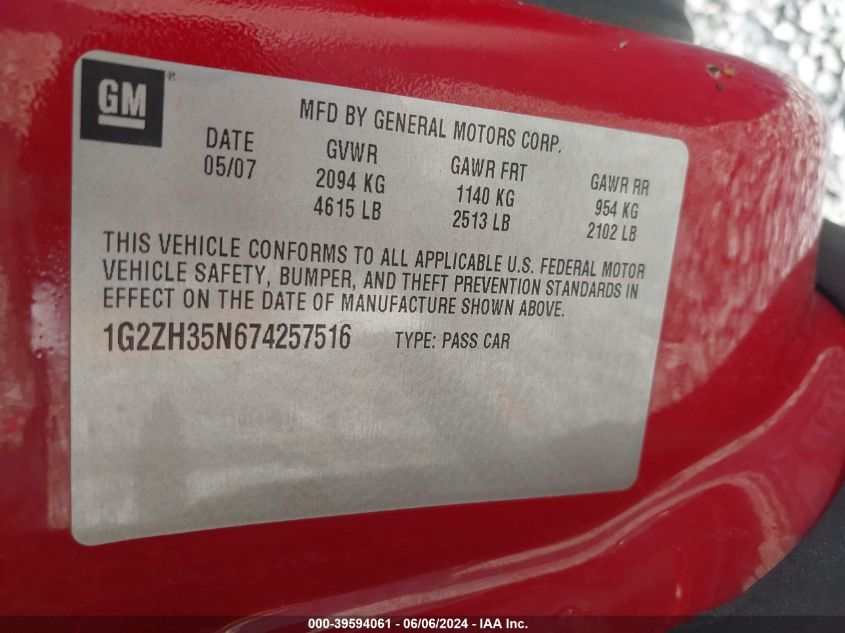 GM®
MFD BY GENERAL MOTORS CORP.
DATE GVWR GAWR FRT GAWR RR
05/07 2094 KG 1140 KG 954 KG
4615 LB 2513 LB 2102 LB
THIS VEHICLE CONFORMS TO ALL APPLICABLE U.S. FEDERAL MOTOR
VEHICLE SAFETY, BUMPER, AND THEFT PREVENTION STANDARDS IN
EFFECT ON THE DATE OF MANUFACTURE SHOWN ABOVE.
1G2ZH35N674257516 TYPE: PASS CAR
000-39594061 - 06/06/2024 - IAA Inc.